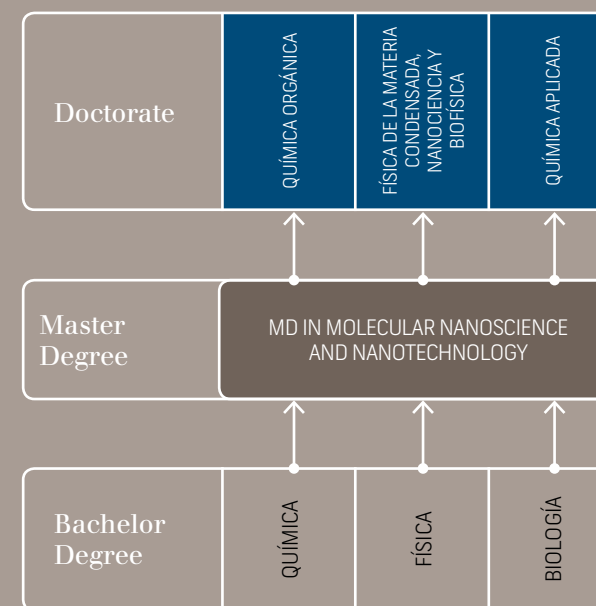 Doctorate
QUÍMICA ORGÁNICA
FÍSICA DE LA MATERIA
CONDENSADA,
NANOCIENCIA Y
BIOFÍSICA
QUÍMICA APLICADA
Master
Degree
MD IN MOLECULAR NANOSCIENCE
AND NANOTECHNOLOGY
Bachelor
Degree
QUÍMICA
FÍSICA
BIOLOGÍA